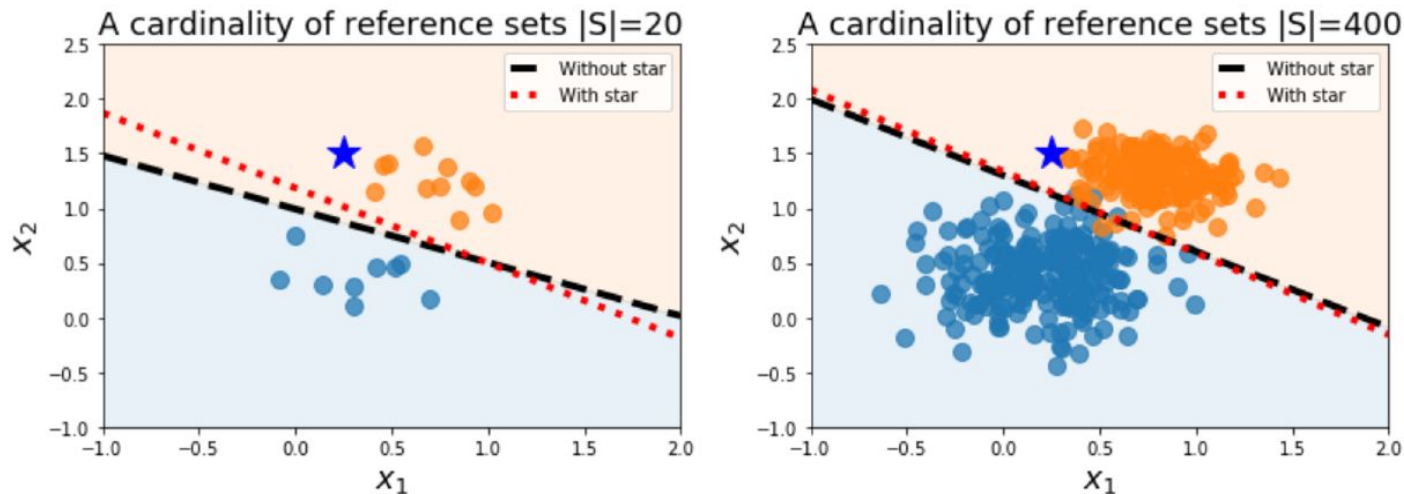 A cardinality of reference sets |S|=20
2.5
2.0
1.5
1.0
0.5
0.0
−0.5
−1.0
x2
Without star
With star
−1.0 −0.5 0.0 0.5 1.0 1.5 2.0
x1
A cardinality of reference sets |S|=400
2.5
2.0
1.5
1.0
0.5
0.0
−0.5
−1.0
x2
Without star
With star
−1.0 −0.5 0.0 0.5 1.0 1.5 2.0
x1